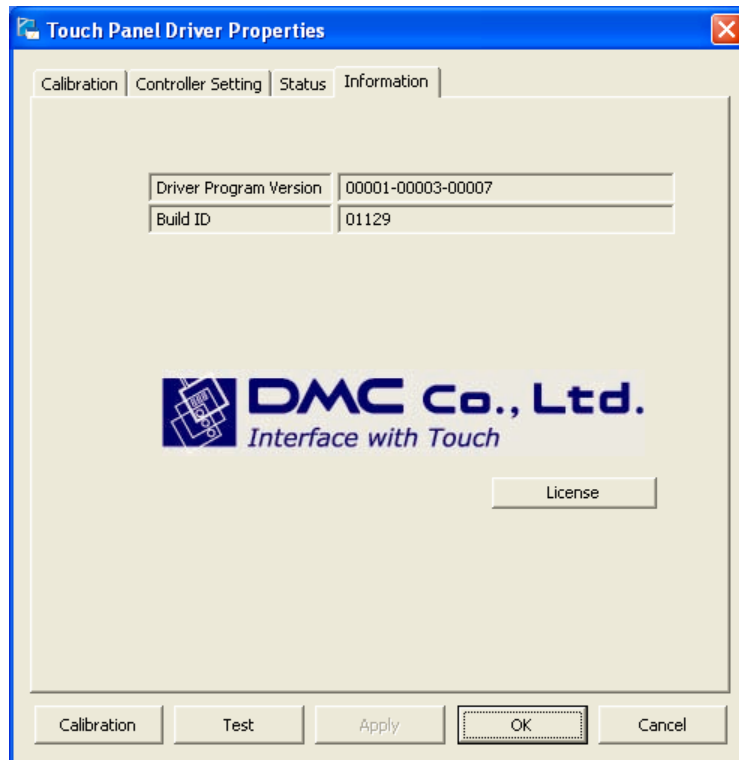 Touch Panel Driver Properties
Calibration Controller Setting Status Information
Driver Program Version 00001-00003-00007
Build ID 01129
DMC Co., Ltd.
Interface with Touch
License
Calibration Test Apply OK Cancel